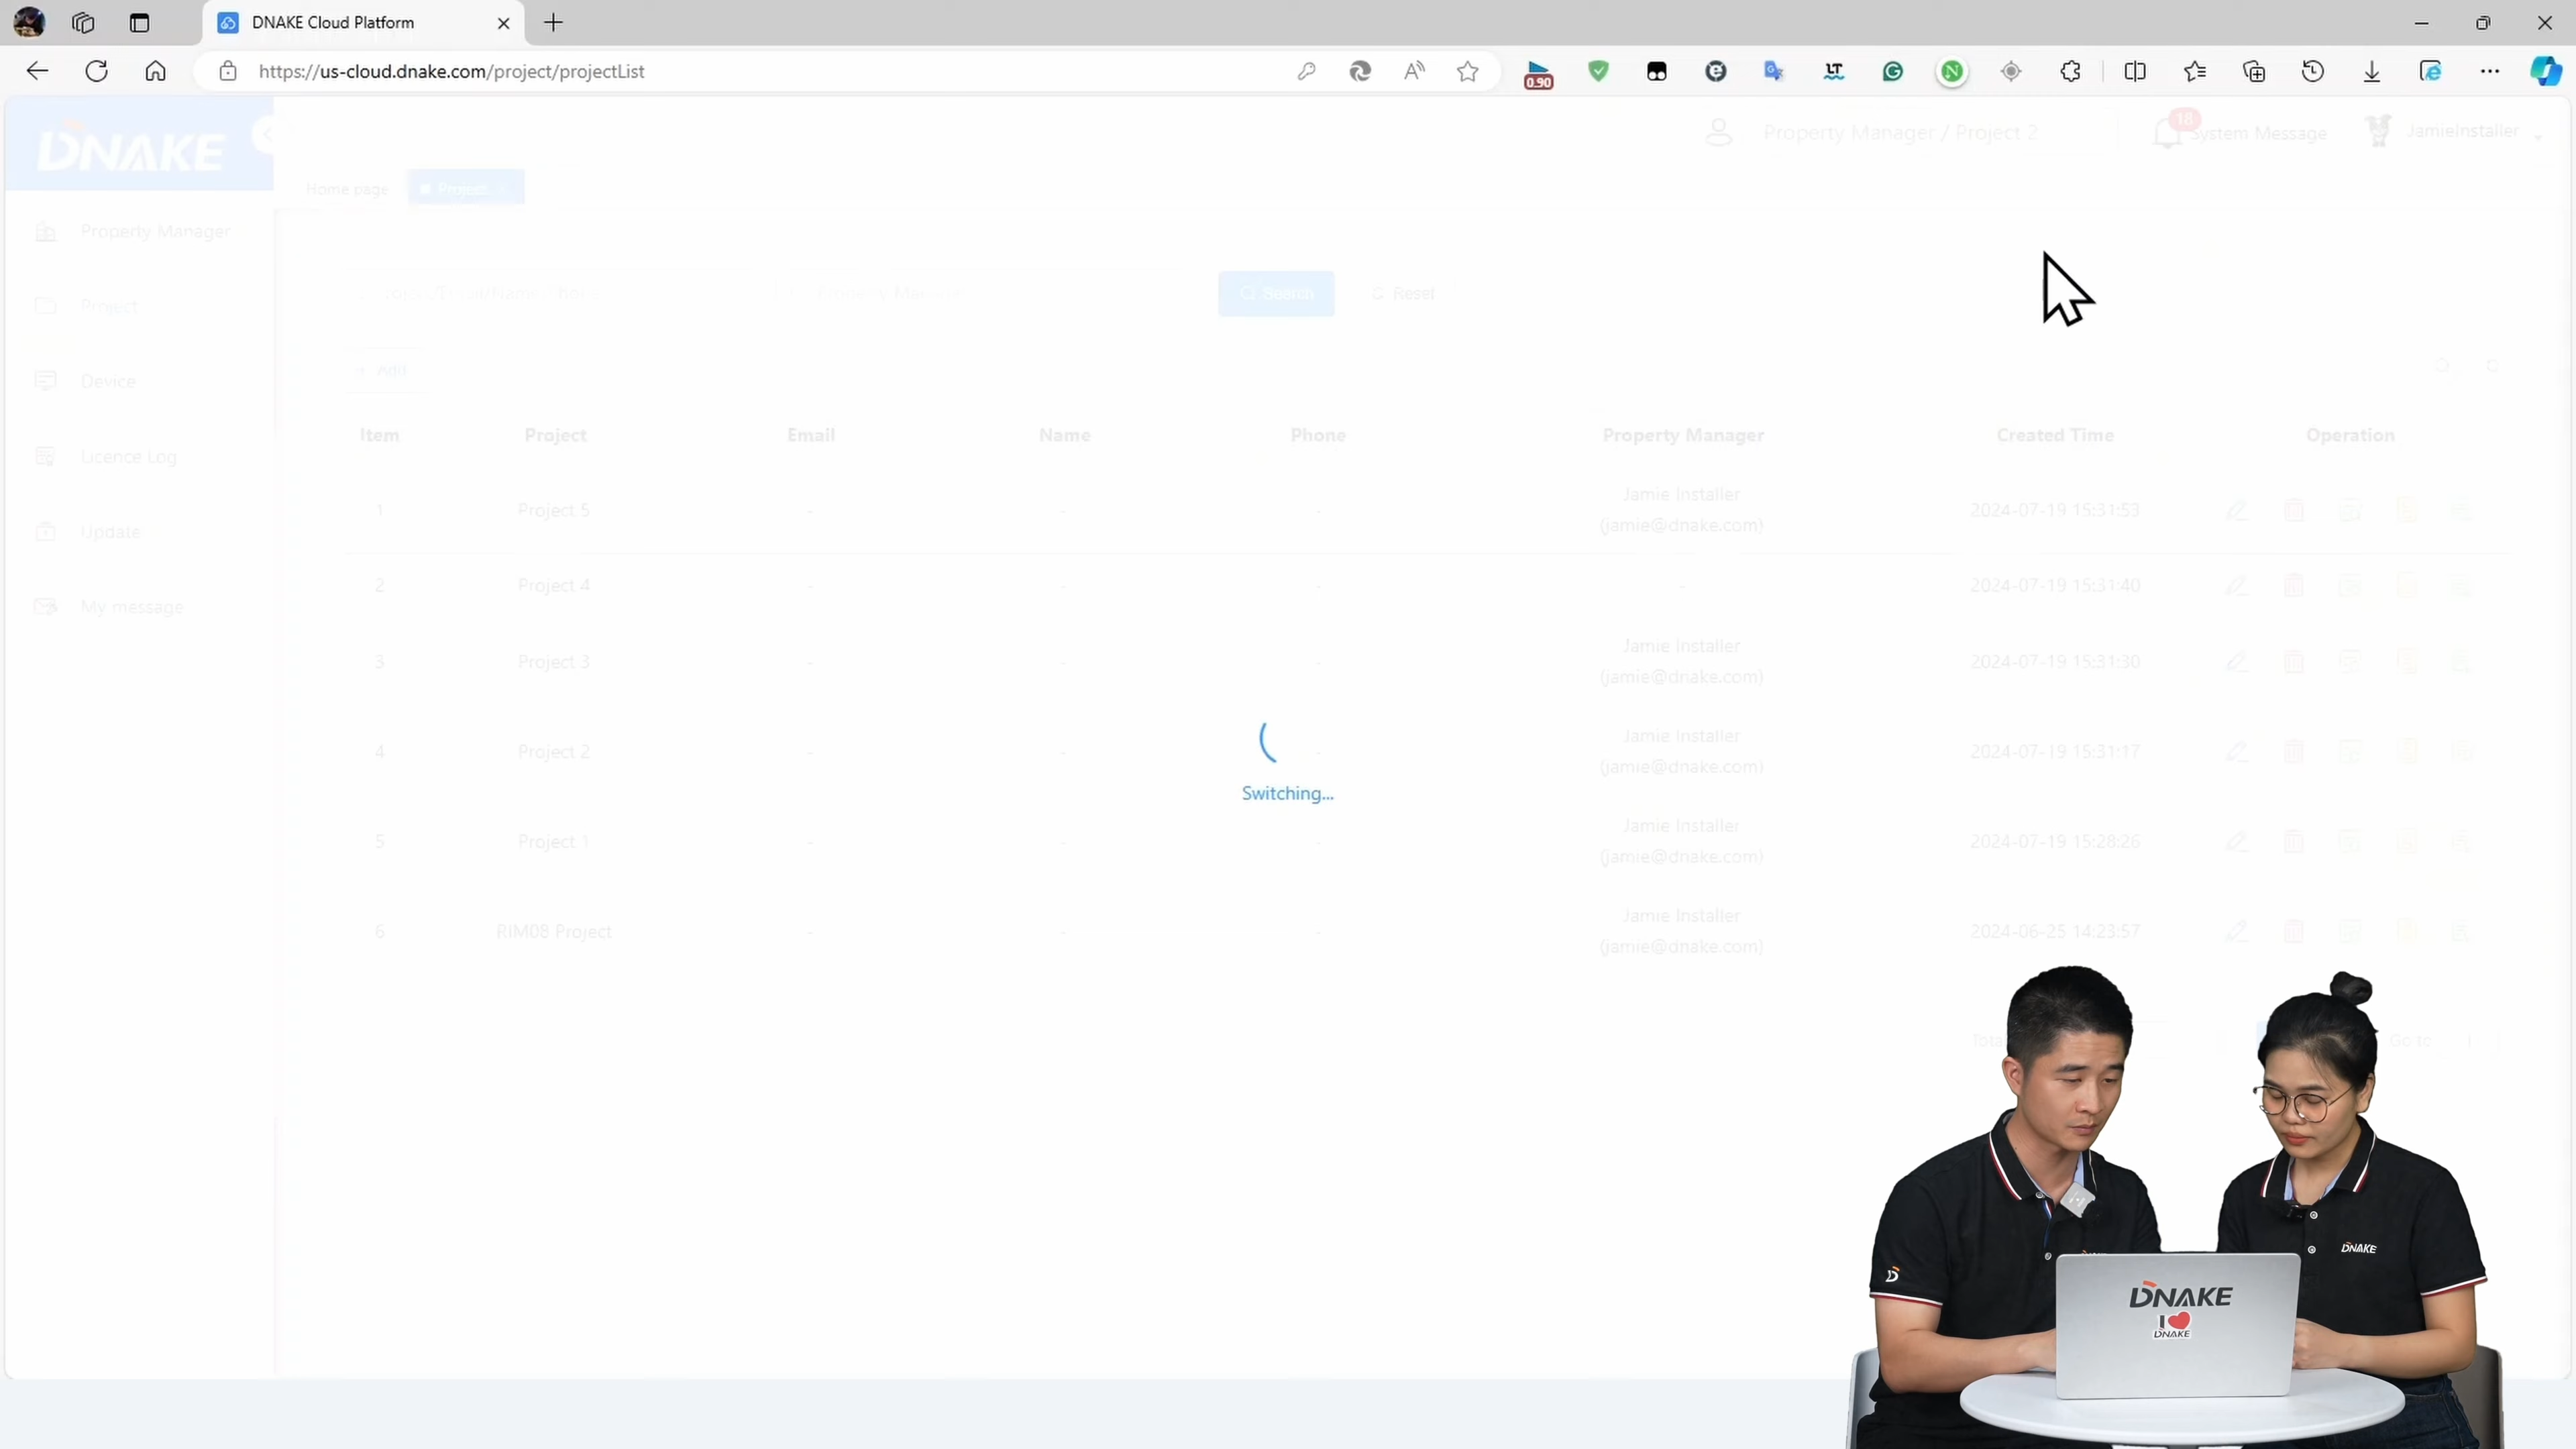 DNAKE Cloud Platform
https://us-cloud.dnake.com/project/projectList
0.90
DNAKE
Property Manager / Project 2
18
System Message
JamieInstaller
Home page
Project
Property Manager
Project
Device
Licence Log
Update
My message
Search
Reset
Add
Item Project Email Name Phone Property Manager Created Time Operation
1 Project 5 - - - Jamie Installer (jamie@dnake.com) 2024-07-19 15:31:53
2 Project 4 - - - - 2024-07-19 15:31:40
3 Project 3 - - - Jamie Installer (jamie@dnake.com) 2024-07-19 15:31:30
4 Project 2 - - - Jamie Installer (jamie@dnake.com) 2024-07-19 15:31:17
5 Project 1 - - - Jamie Installer (jamie@dnake.com) 2024-07-19 15:28:26
6 RIM08 Project - - - Jamie Installer (jamie@dnake.com) 2024-06-25 14:23:57
Switching...
Go to
DNAKE
DNAKE
I
DNAKE